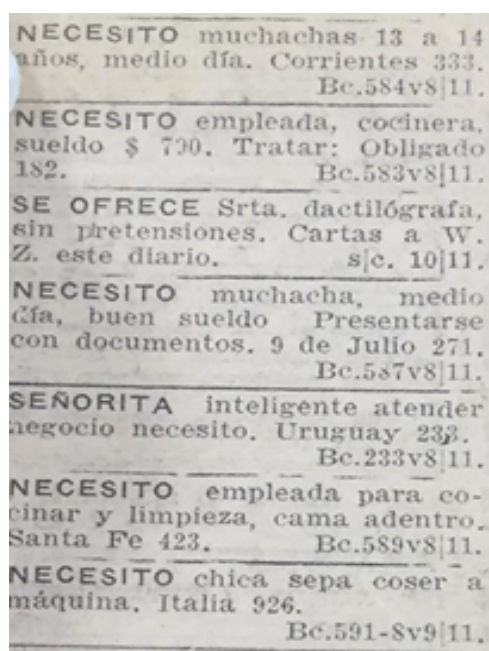 NECESITO muchachas 13 a 14
años, medio día. Corrientes 333.
Bc.584v8|11.
NECESITO empleada, cocinera,
sueldo $ 700. Tratar: Obligado
182. Bc.583v8|11.
SE OFRECE Srta. dactilógrafa,
sin pretensiones. Cartas a W.
Z. este diario. s|c. 10|11.
NECESITO muchacha, medio
día, buen sueldo Presentarse
con documentos. 9 de Julio 271.
Bc.587v8|11.
SEÑORITA inteligente atender
negocio necesito. Uruguay 233.
Bc.233v8|11.
NECESITO empleada para co-
cinar y limpieza, cama adentro.
Santa Fe 423. Bc.589v8|11.
NECESITO chica sepa coser a
máquina. Italia 926.
Bc.591-8v9|11.